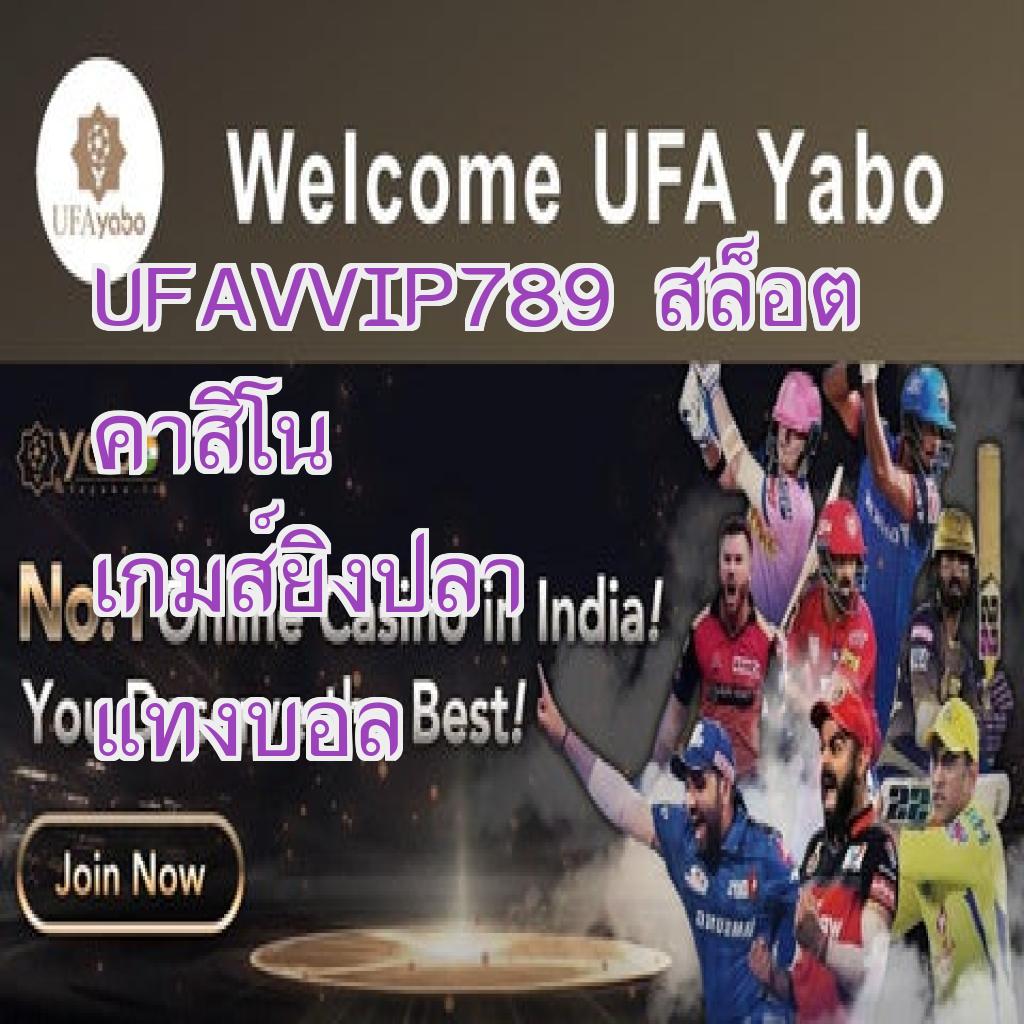 UFAyabo
Welcome UFA Yabo
UFAVVIP789 สล็อต
คาสิโน
เกมส์ยิงปลา
No.1 Online Casino in India!
แทงบอล
You Best!
22
Join Now